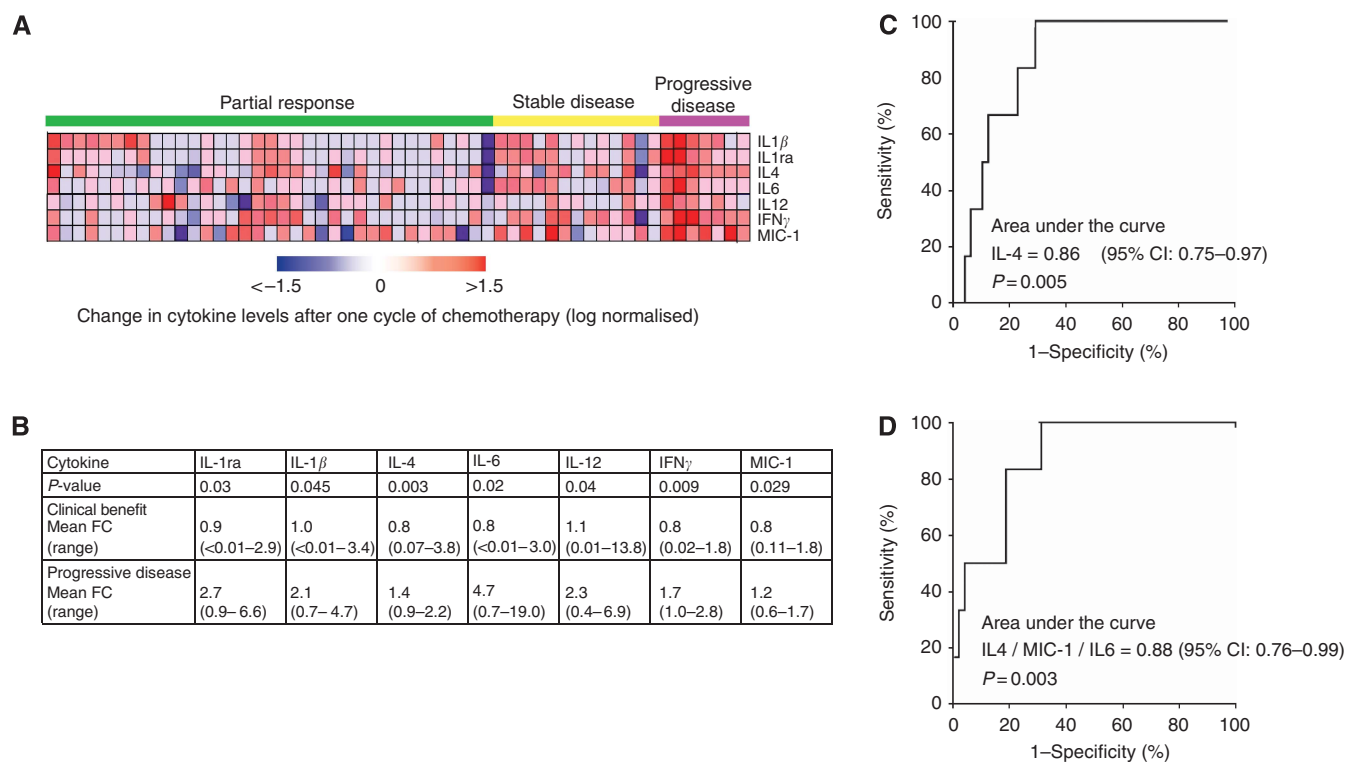 A
Partial response
Stable disease
Progressive
disease
IL1β
IL1ra
IL4
IL6
IL12
IFNγ
MIC-1
<–1.5 0 >1.5
Change in cytokine levels after one cycle of chemotherapy (log normalised)
B
Cytokine IL-1ra IL-1β IL-4 IL-6 IL-12 IFNγ MIC-1
P-value 0.03 0.045 0.003 0.02 0.04 0.009 0.029
Clinical benefit
Mean FC 0.9 1.0 0.8 0.8 1.1 0.8 0.8
(range) (<0.01–2.9) (<0.01–3.4) (0.07–3.8) (<0.01–3.0) (0.01–13.8) (0.02–1.8) (0.11–1.8)
Progressive disease
Mean FC 2.7 2.1 1.4 4.7 2.3 1.7 1.2
(range) (0.9–6.6) (0.7–4.7) (0.9–2.2) (0.7–19.0) (0.4–6.9) (1.0–2.8) (0.6–1.7)
C
Sensitivity (%)
100
80
60
40
20
0
Area under the curve
IL-4 = 0.86 (95% CI: 0.75–0.97)
P=0.005
0 20 40 60 80 100
1–Specificity (%)
D
Sensitivity (%)
100
80
60
40
20
0
Area under the curve
IL4 / MIC-1 / IL6 = 0.88 (95% CI: 0.76–0.99)
P=0.003
0 20 40 60 80 100
1–Specificity (%)